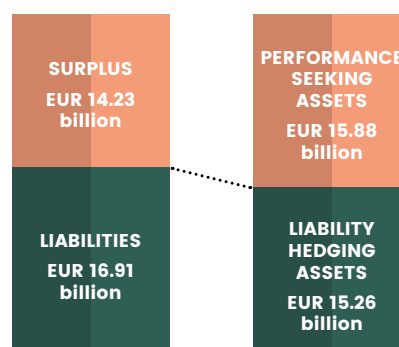 SURPLUS
EUR 14.23
billion
LIABILITIES
EUR 16.91
billion
PERFORMANCE
SEEKING
ASSETS
EUR 15.88
billion
LIABILITY
HEDGING
ASSETS
EUR 15.26
billion